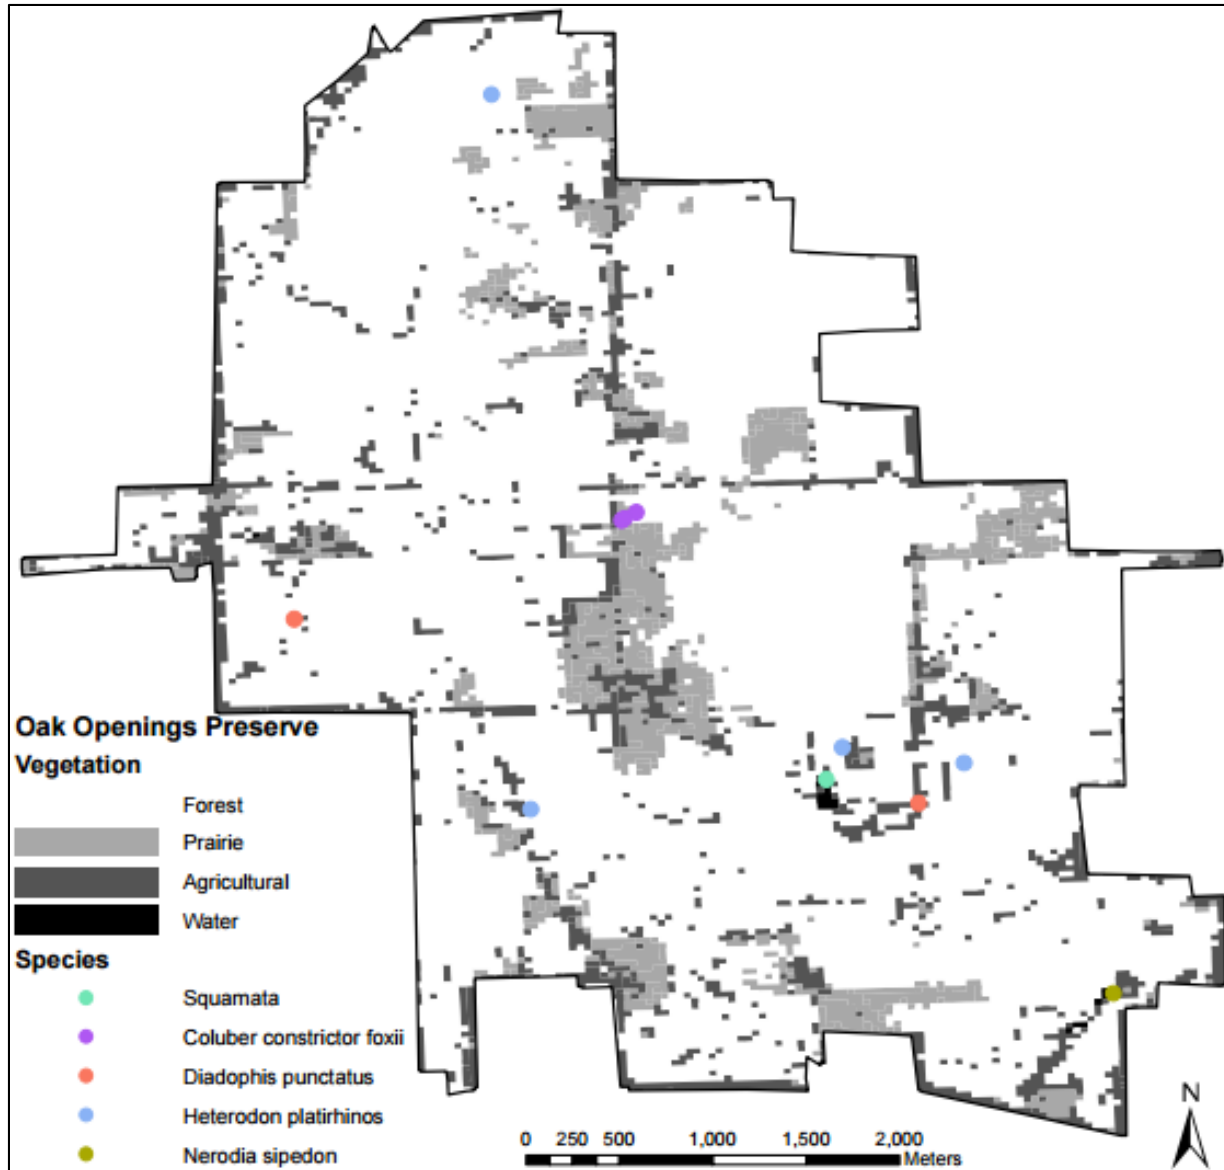 Oak Openings Preserve
Vegetation
Forest
Prairie
Agricultural
Water
Species
Squamata
Coluber constrictor foxii
Diadophis punctatus
Heterodon platirhinos
Nerodia sipedon
0 250 500 1,000 1,500 2,000
Meters
N